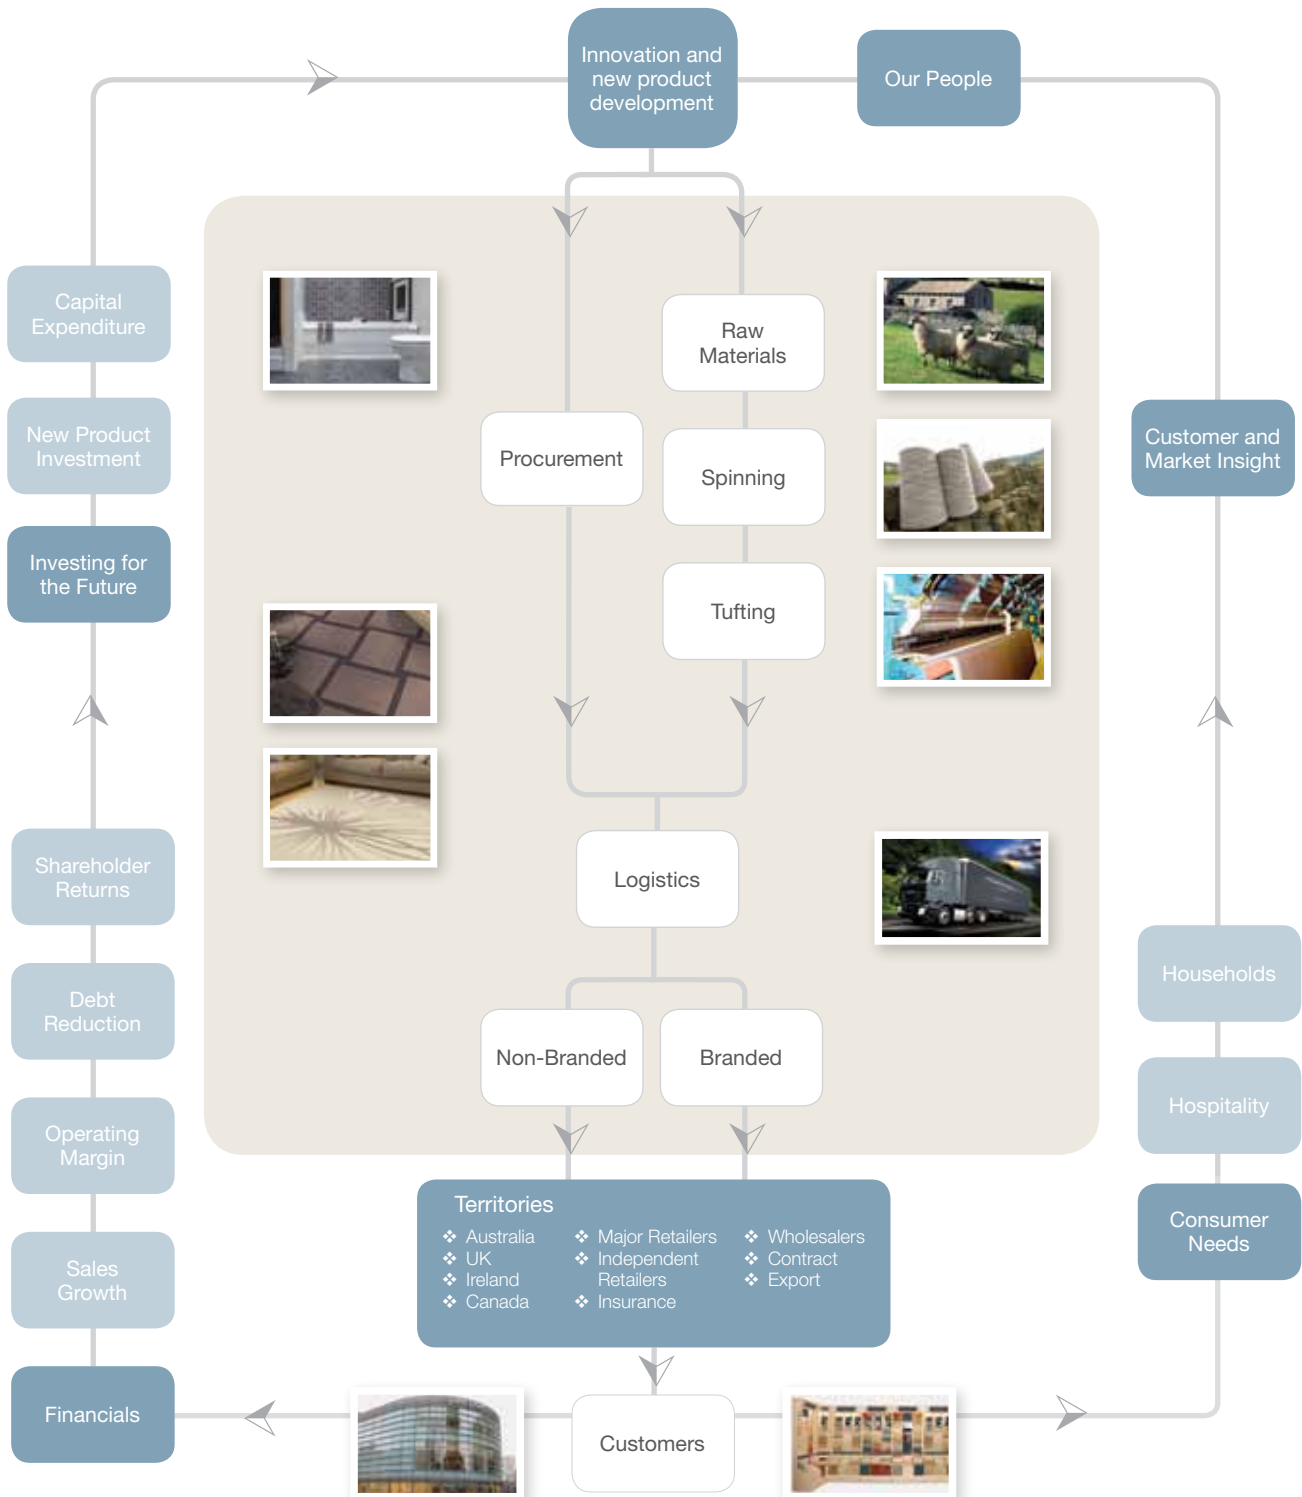 Innovation and
new product
development
Our People
Capital
Expenditure
Raw
Materials
New Product
Investment
Procurement
Spinning
Customer and
Market Insight
Investing for
the Future
Tufting
Shareholder
Returns
Logistics
Debt
Reduction
Households
Non-Branded
Branded
Hospitality
Operating
Margin
Territories
❖ Australia
❖ UK
❖ Ireland
❖ Canada
❖ Major Retailers
❖ Independent
Retailers
❖ Insurance
❖ Wholesalers
❖ Contract
❖ Export
Consumer
Needs
Sales
Growth
Financials
Customers